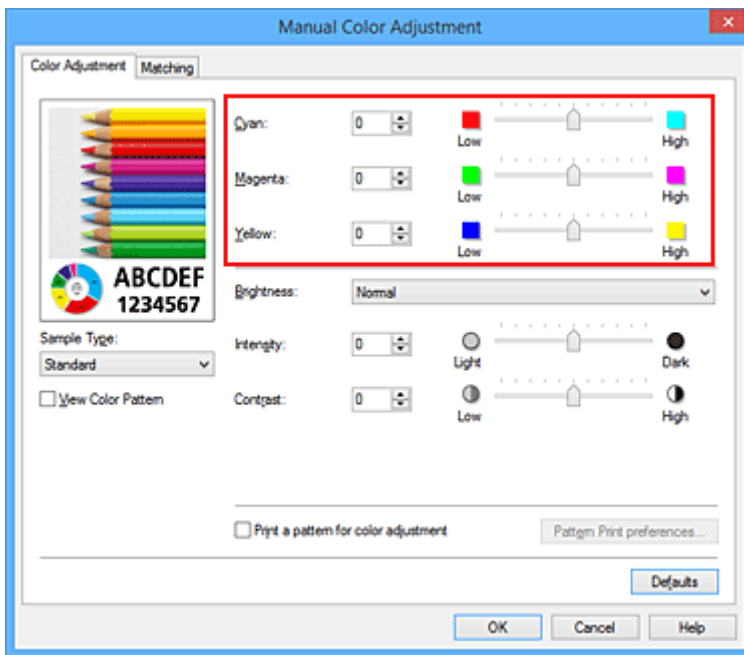 Manual Color Adjustment
Color Adjustment
Matching
Cyan: 0 Low High
Magenta: 0 Low High
Yellow: 0 Low High
ABCDEF
1234567
Brightness: Normal
Sample Type:
Standard
Intensity: 0 Light Dark
View Color Pattern
Contrast: 0 Low High
Print a pattern for color adjustment
Pattern Print preferences...
Defaults
OK Cancel Help